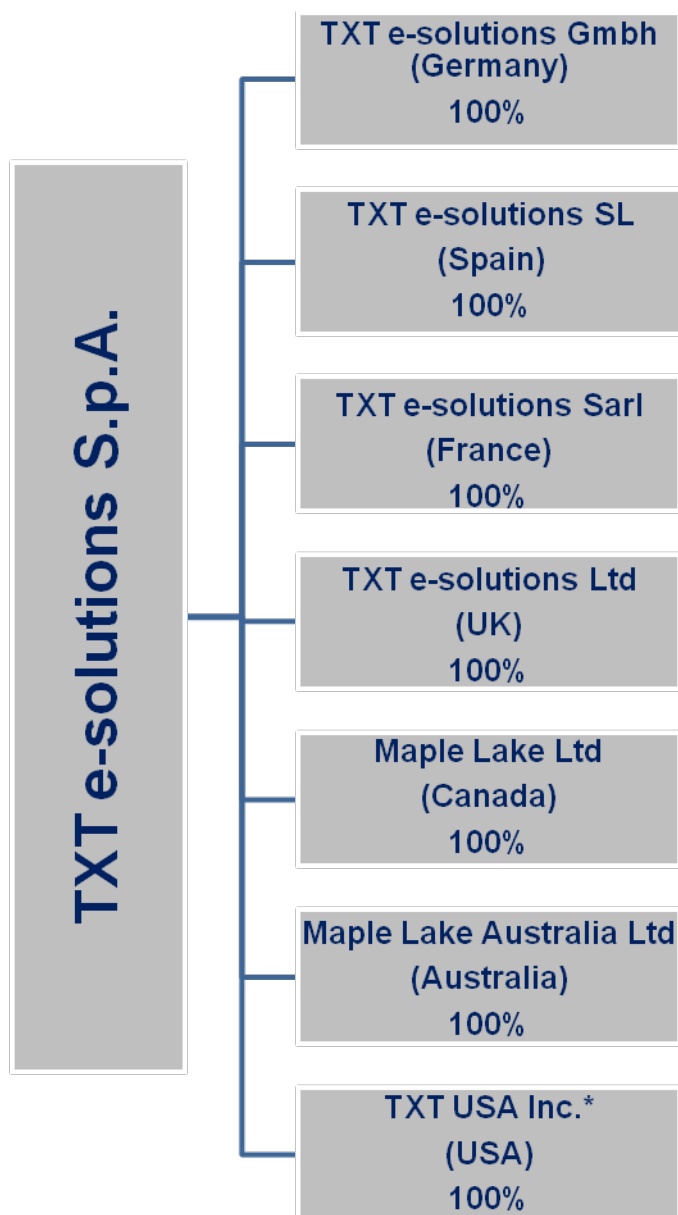 TXT e-solutions S.p.A.
TXT e-solutions Gmbh
(Germany)
100%
TXT e-solutions SL
(Spain)
100%
TXT e-solutions Sarl
(France)
100%
TXT e-solutions Ltd
(UK)
100%
Maple Lake Ltd
(Canada)
100%
Maple Lake Australia Ltd
(Australia)
100%
TXT USA Inc.*
(USA)
100%